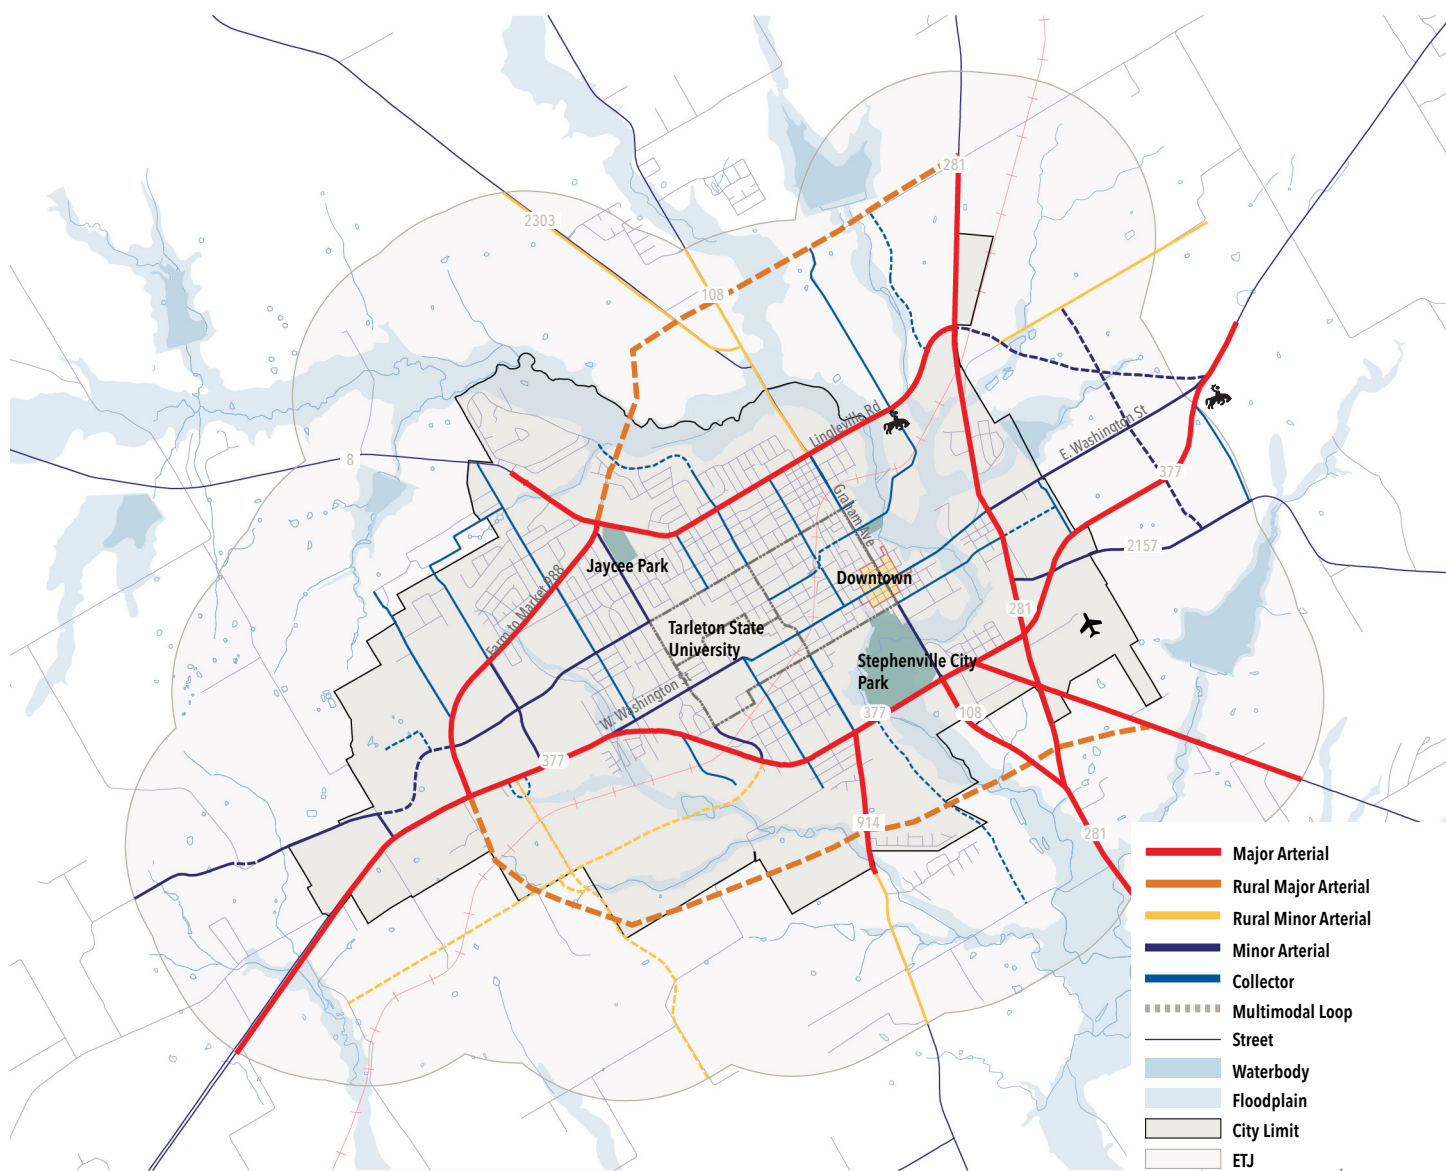 281
2303
108
Lingleville Rd
E. Washington St
8
377
Graham Ave
2157
Jaycee Park
Downtown
Farm to Market 988
281
Tarleton State
University
Stephenville City
Park
W. Washington St
377
108
377
914
281
Major Arterial
Rural Major Arterial
Rural Minor Arterial
Minor Arterial
Collector
Multimodal Loop
Street
Waterbody
Floodplain
City Limit
ETJ